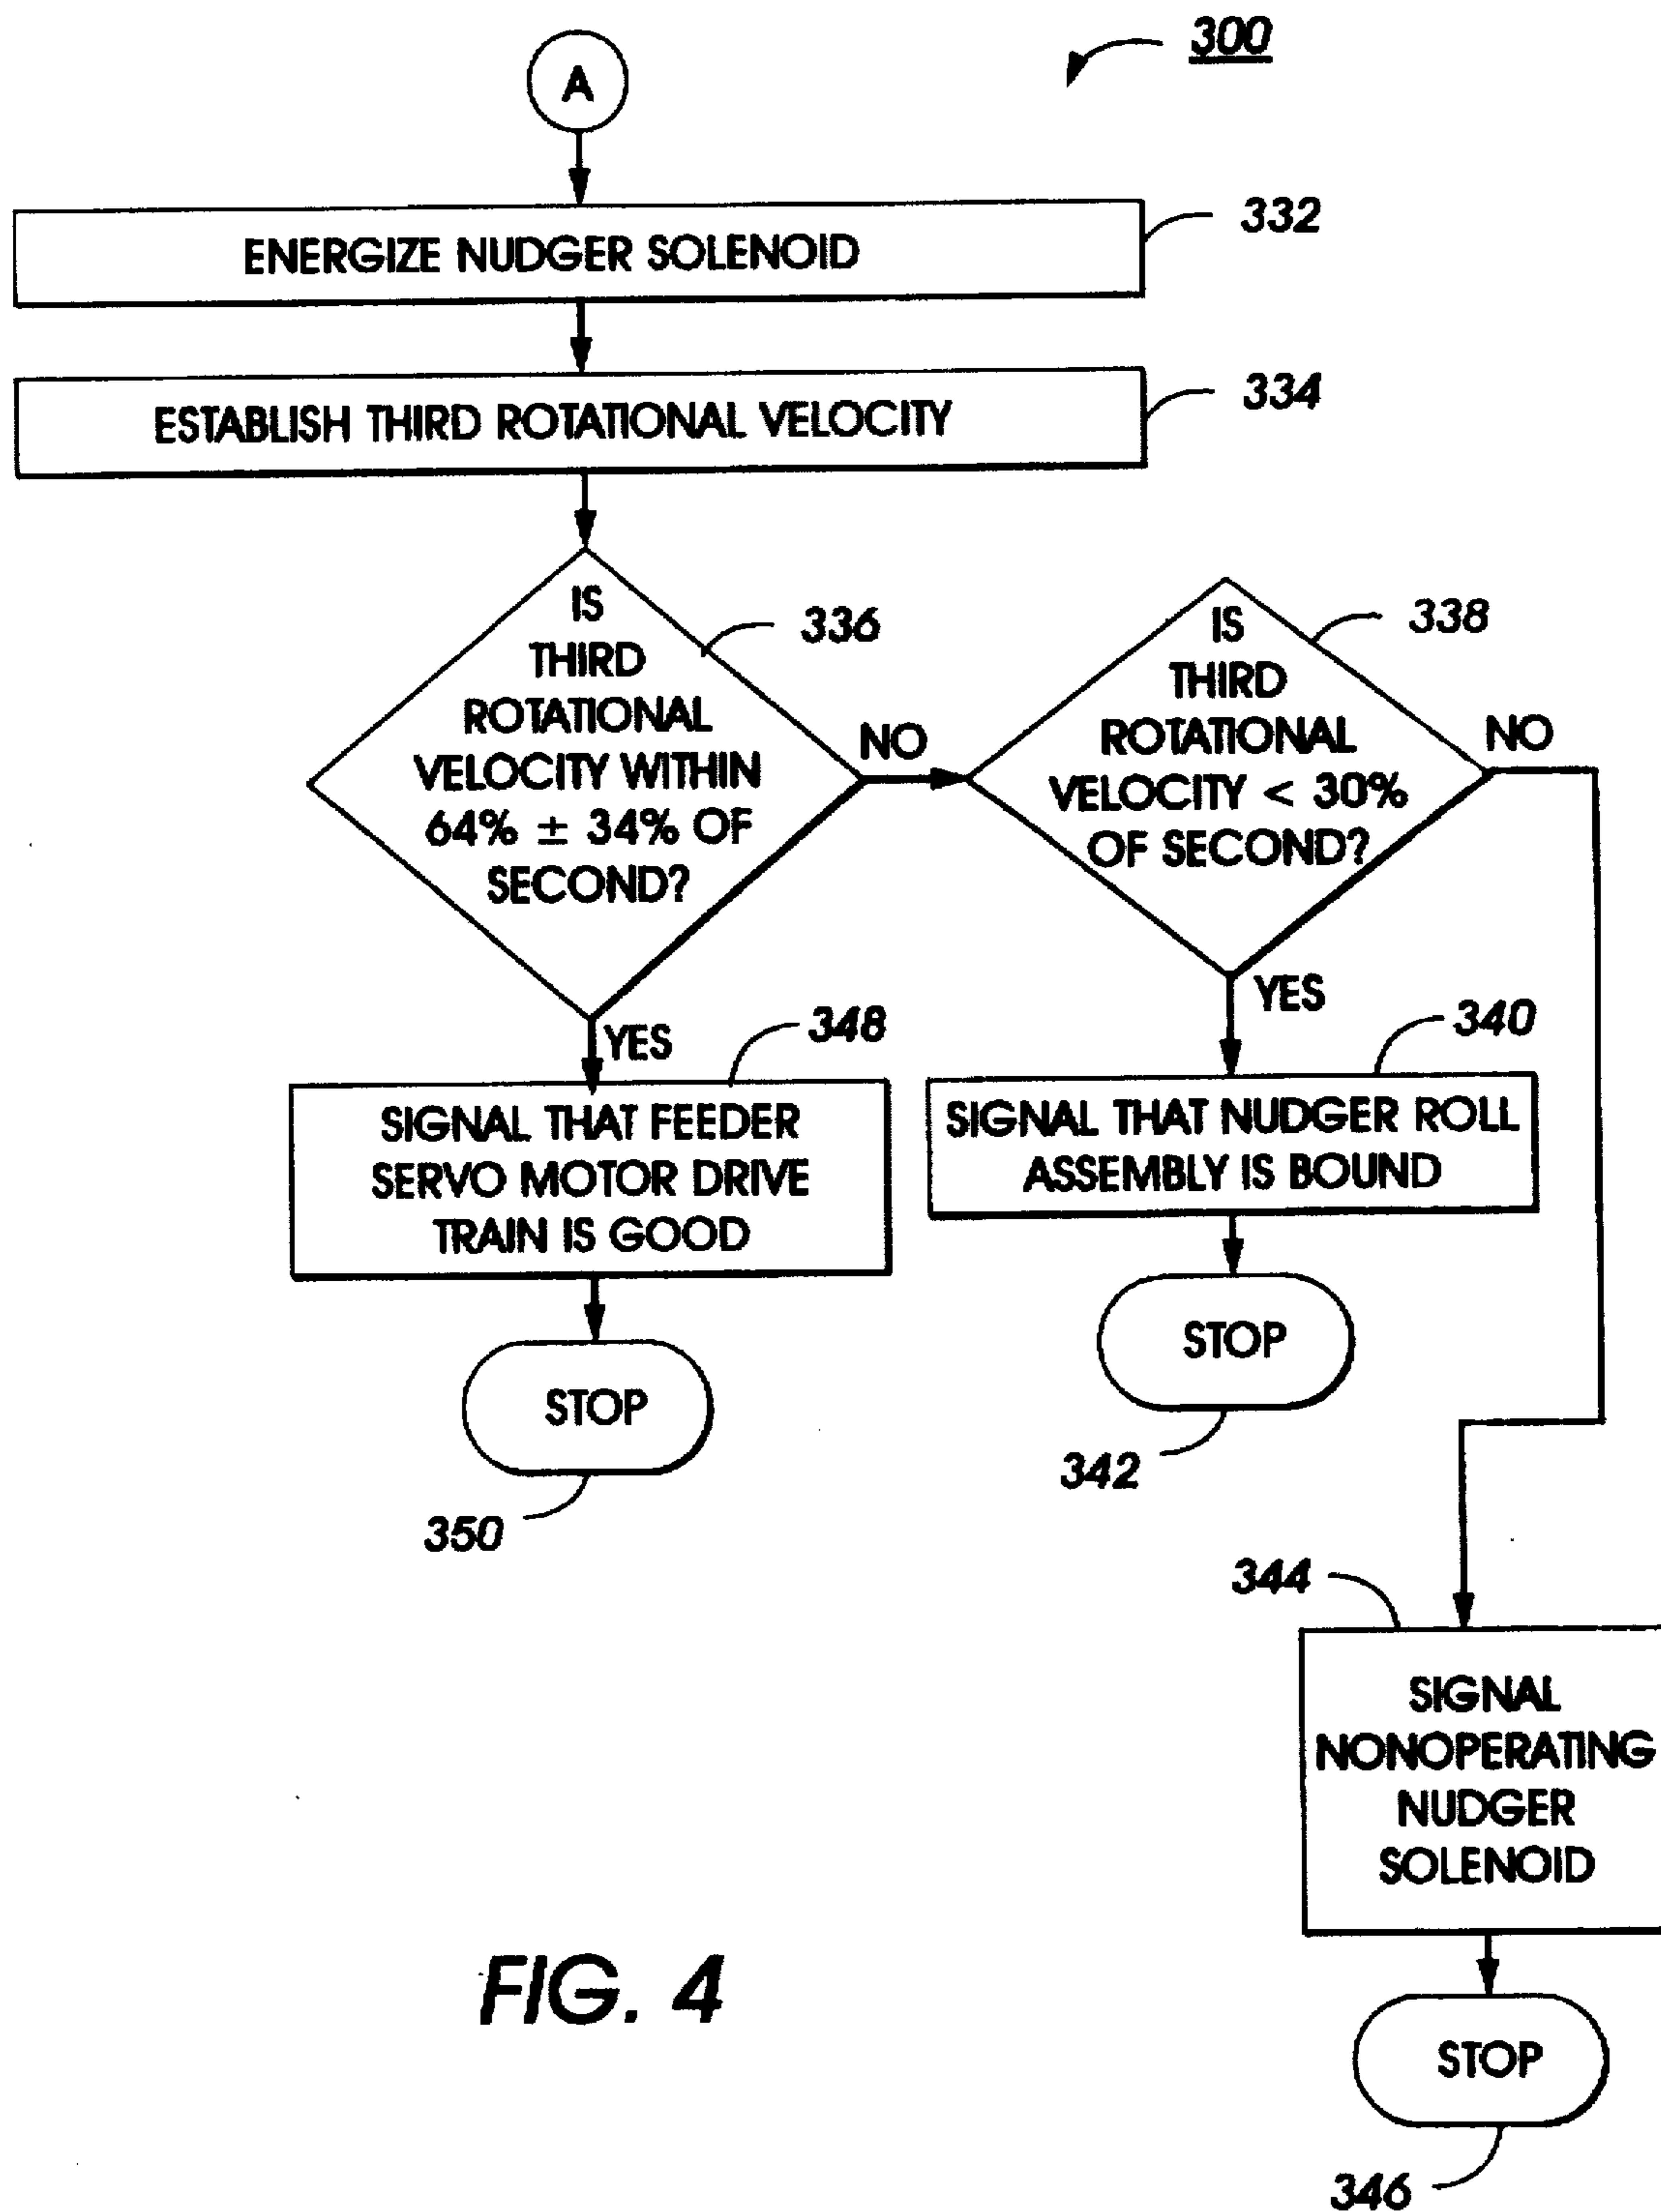 300
A
ENERGIZE NUDGER SOLENOID
332
ESTABLISH THIRD ROTATIONAL VELOCITY
334
IS
THIRD
ROTATIONAL
VELOCITY WITHIN
64% ± 34% OF
SECOND?
336
NO
IS
THIRD
ROTATIONAL
VELOCITY < 30%
OF SECOND?
338
NO
YES
348
SIGNAL THAT FEEDER
SERVO MOTOR DRIVE
TRAIN IS GOOD
STOP
350
YES
340
SIGNAL THAT NUDGER ROLL
ASSEMBLY IS BOUND
STOP
342
344
SIGNAL
NONOPERATING
NUDGER
SOLENOID
STOP
346
FIG. 4